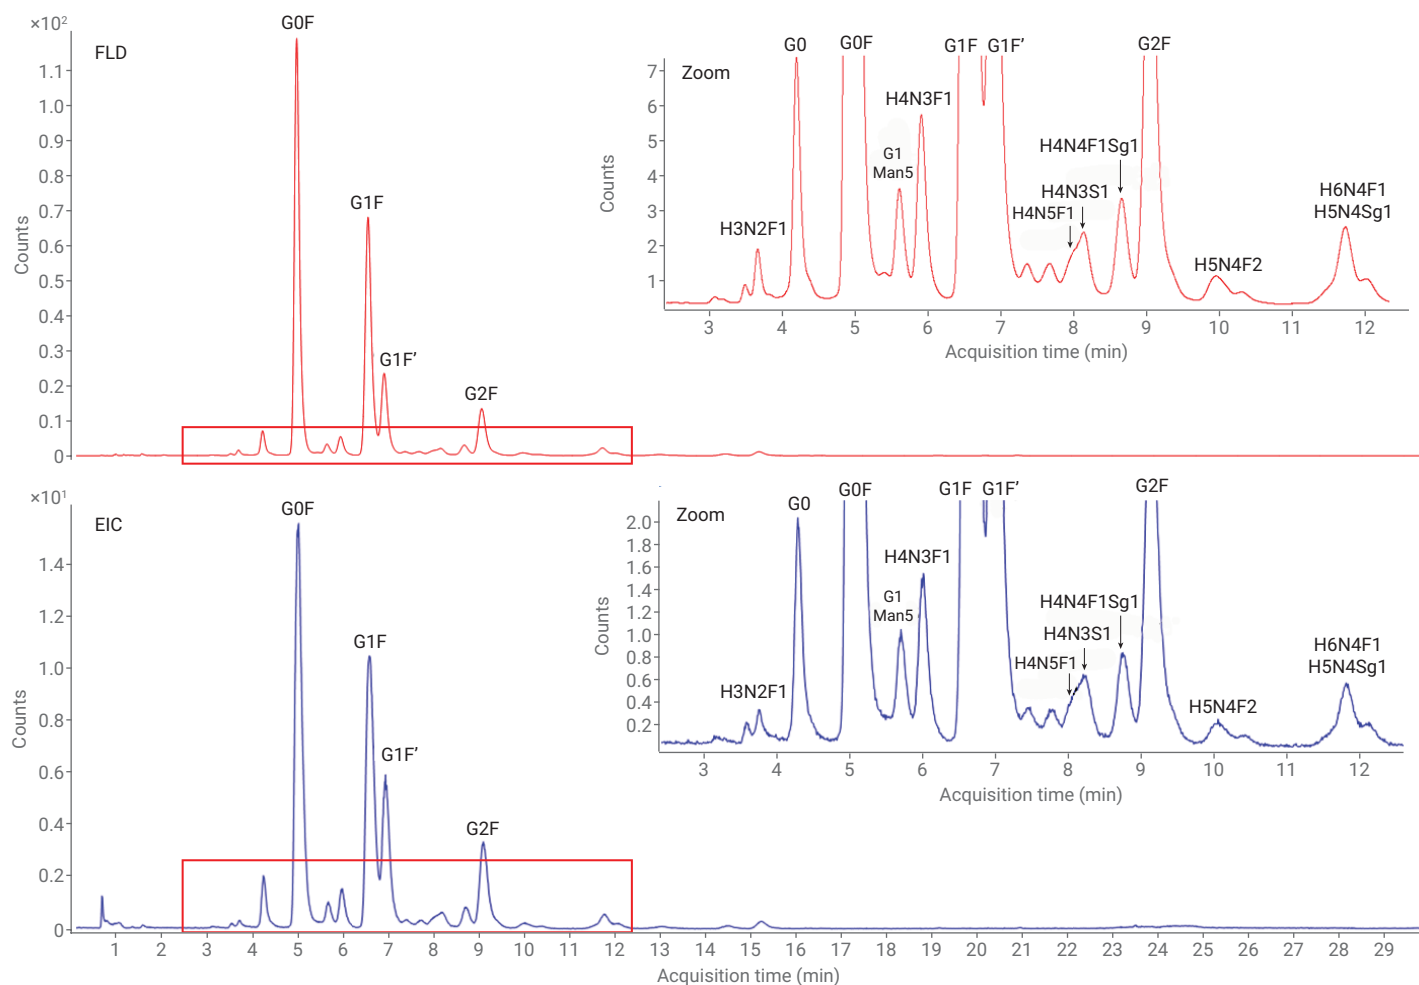 ×10²
FLD
G0F
G1F
G1F’
G2F
Counts
1.1
1.0
0.9
0.8
0.7
0.6
0.5
0.4
0.3
0.2
0.1
0
Zoom
G0
G0F
G1F G1F’
G2F
H3N2F1
G1
Man5
H4N3F1
H4N5F1
H4N3S1
H4N4F1Sg1
H5N4F2
H6N4F1
H5N4Sg1
Counts
7
6
5
4
3
2
1
3 4 5 6 7 8 9 10 11 12
Acquisition time (min)
×10¹
EIC
G0F
G1F
G1F’
G2F
Counts
1.4
1.2
1.0
0.8
0.6
0.4
0.2
0
Zoom
G0
G0F
G1F G1F’
G2F
H3N2F1
G1
Man5
H4N3F1
H4N5F1
H4N3S1
H4N4F1Sg1
H5N4F2
H6N4F1
H5N4Sg1
Counts
2.0
1.8
1.6
1.4
1.2
1.0
0.8
0.6
0.4
0.2
3 4 5 6 7 8 9 10 11 12
Acquisition time (min)
1 2 3 4 5 6 7 8 9 10 11 12 13 14 15 16 17 18 19 20 21 22 23 24 25 26 27 28 29
Acquisition time (min)